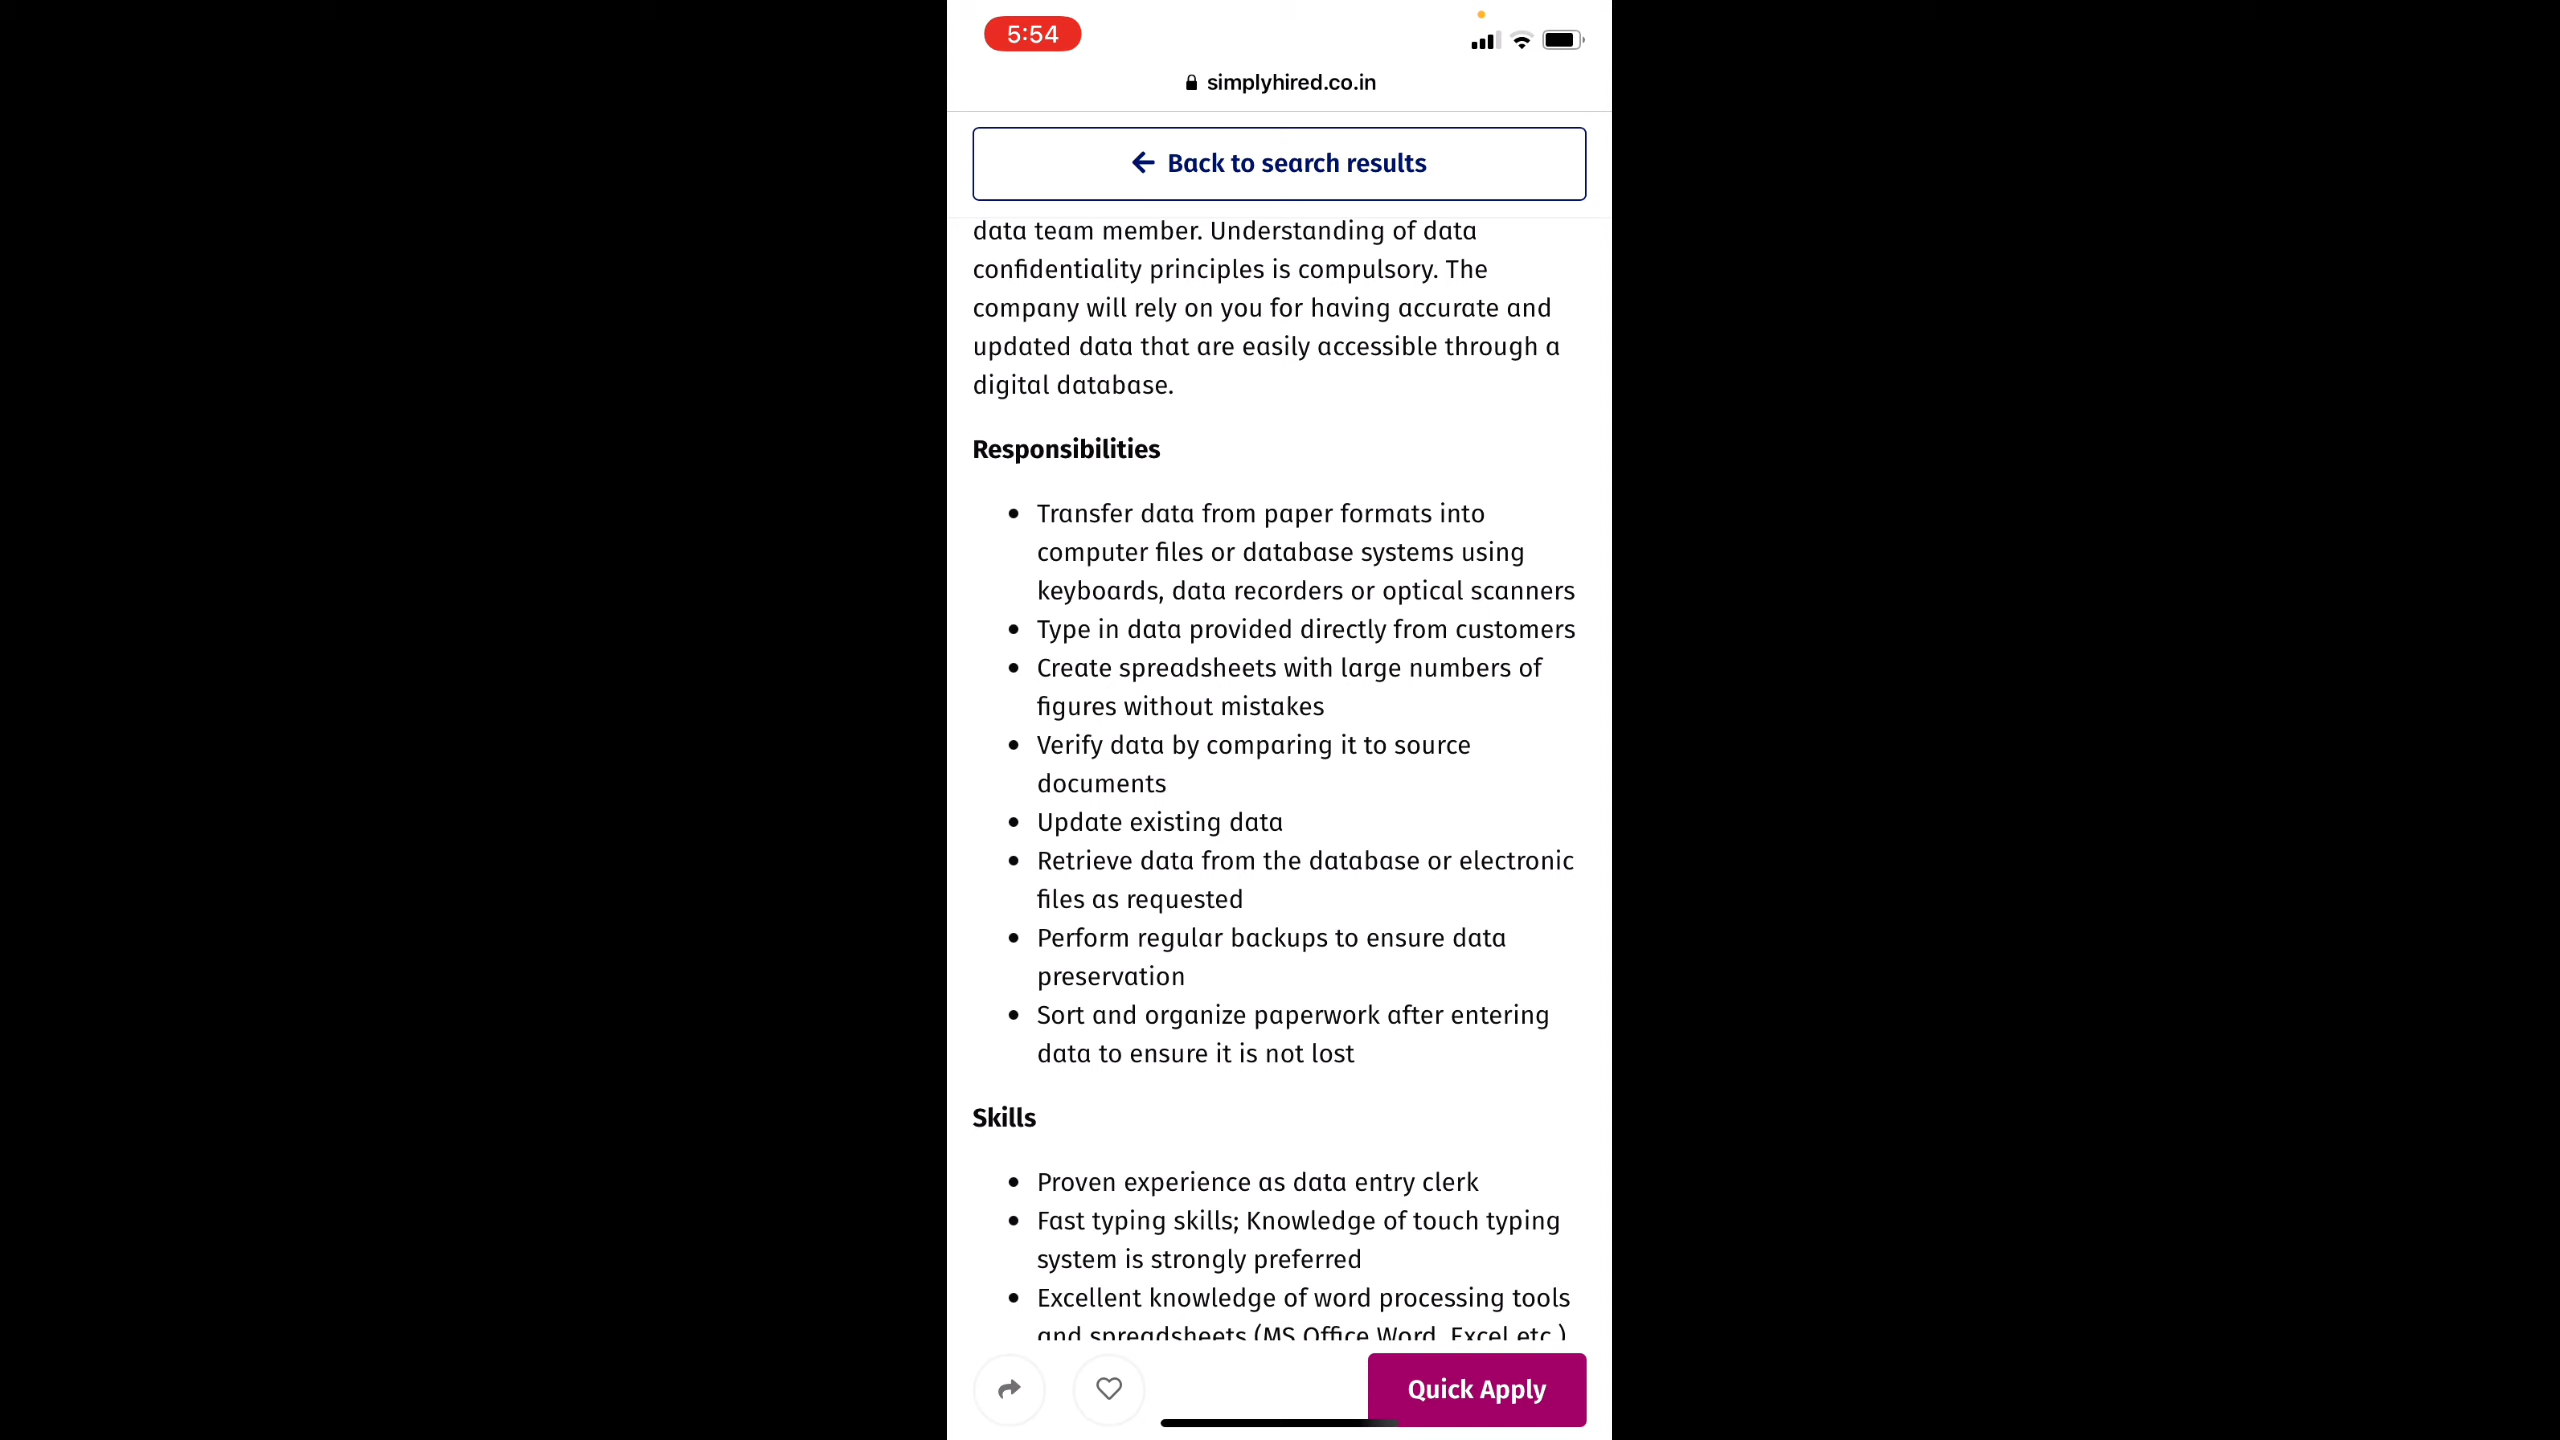 5:54
simplyhired.co.in
Back to search results
data team member. Understanding of data
confidentiality principles is compulsory. The
company will rely on you for having accurate and
updated data that are easily accessible through a
digital database.
Responsibilities
• Transfer data from paper formats into
computer files or database systems using
keyboards, data recorders or optical scanners
• Type in data provided directly from customers
• Create spreadsheets with large numbers of
figures without mistakes
• Verify data by comparing it to source
documents
• Update existing data
• Retrieve data from the database or electronic
files as requested
• Perform regular backups to ensure data
preservation
• Sort and organize paperwork after entering
data to ensure it is not lost
Skills
• Proven experience as data entry clerk
• Fast typing skills; Knowledge of touch typing
system is strongly preferred
• Excellent knowledge of word processing tools
and spreadsheets (MS Office Word, Excel etc.)
Quick Apply